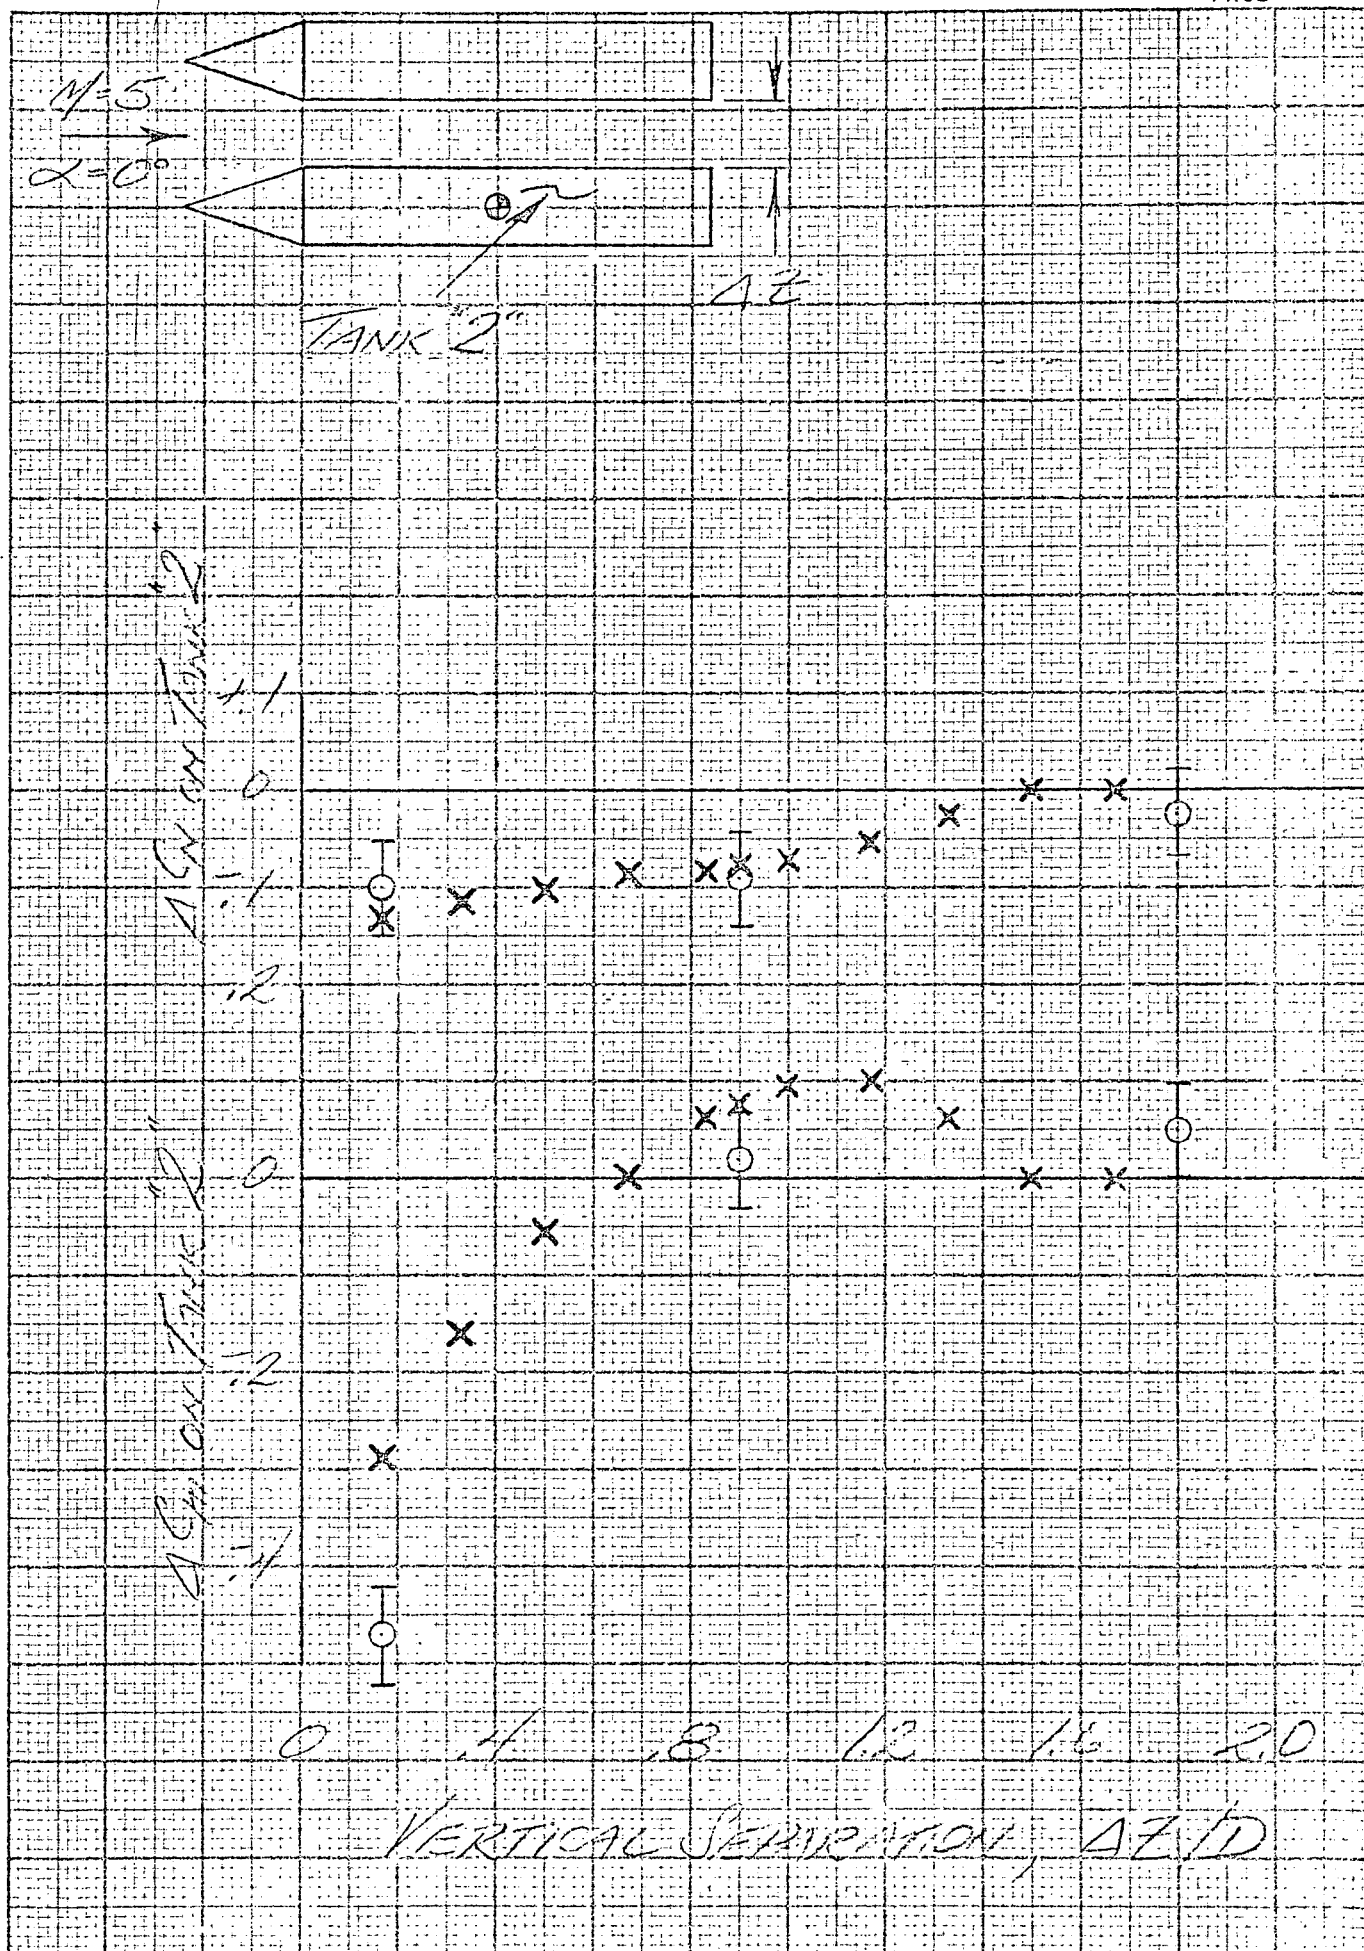 M=5
α=0°
ΔZ
TANK "2"
ΔCN ON TANK "2"
+.1
0
-.1
.2
ΔCm ON TANK "2"
0
-.2
-.4
0 .4 .8 1.2 1.6 2.0
VERTICAL SEPARATION, ΔZ/D